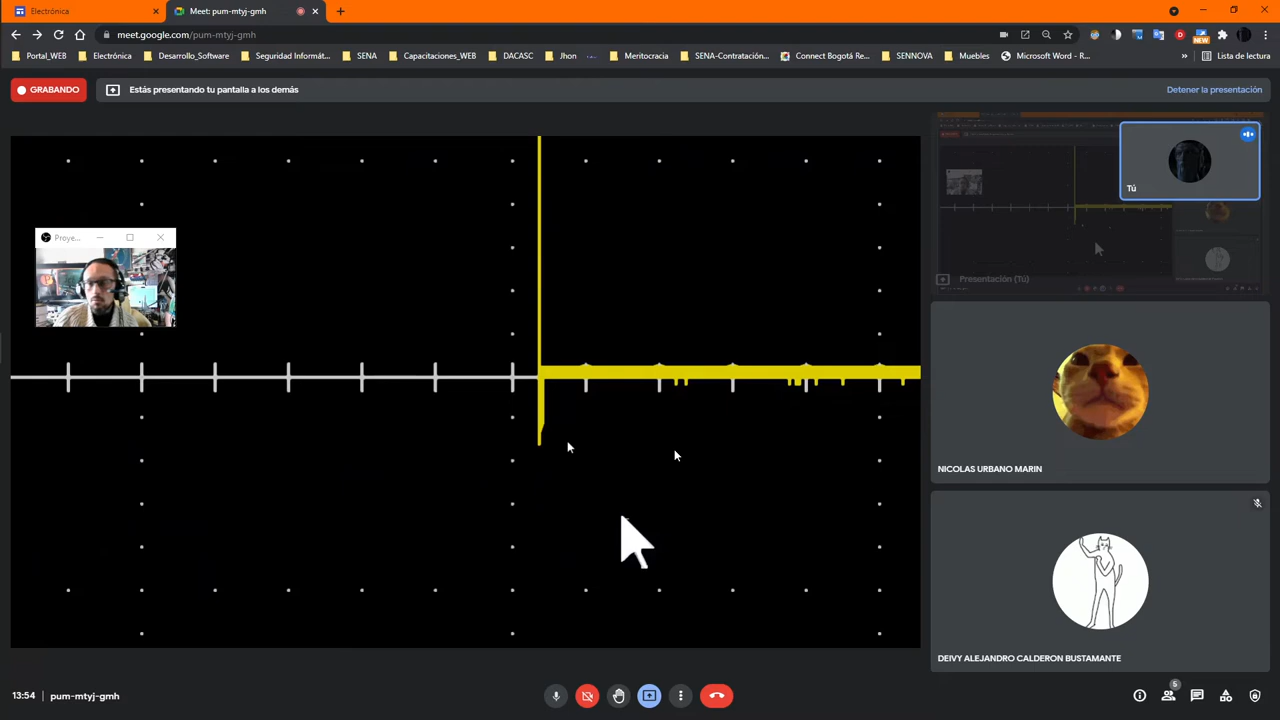 Electrónica
Meet: pum-mtyj-gmh
meet.google.com/pum-mtyj-gmh
NEW
Portal_WEB
Electrónica
Desarrollo_Software
Seguridad Informát...
SENA
Capacitaciones_WEB
DACASC
Jhon
Meritocracia
SENA-Contratación...
Connect Bogotá Re...
SENNOVA
Muebles
Microsoft Word - R...
»
Lista de lectura
GRABANDO
Estás presentando tu pantalla a los demás
Detener la presentación
Proye...
Tú
Presentación (Tú)
NICOLAS URBANO MARIN
DEIVY ALEJANDRO CALDERON BUSTAMANTE
13:54 | pum-mtyj-gmh
5